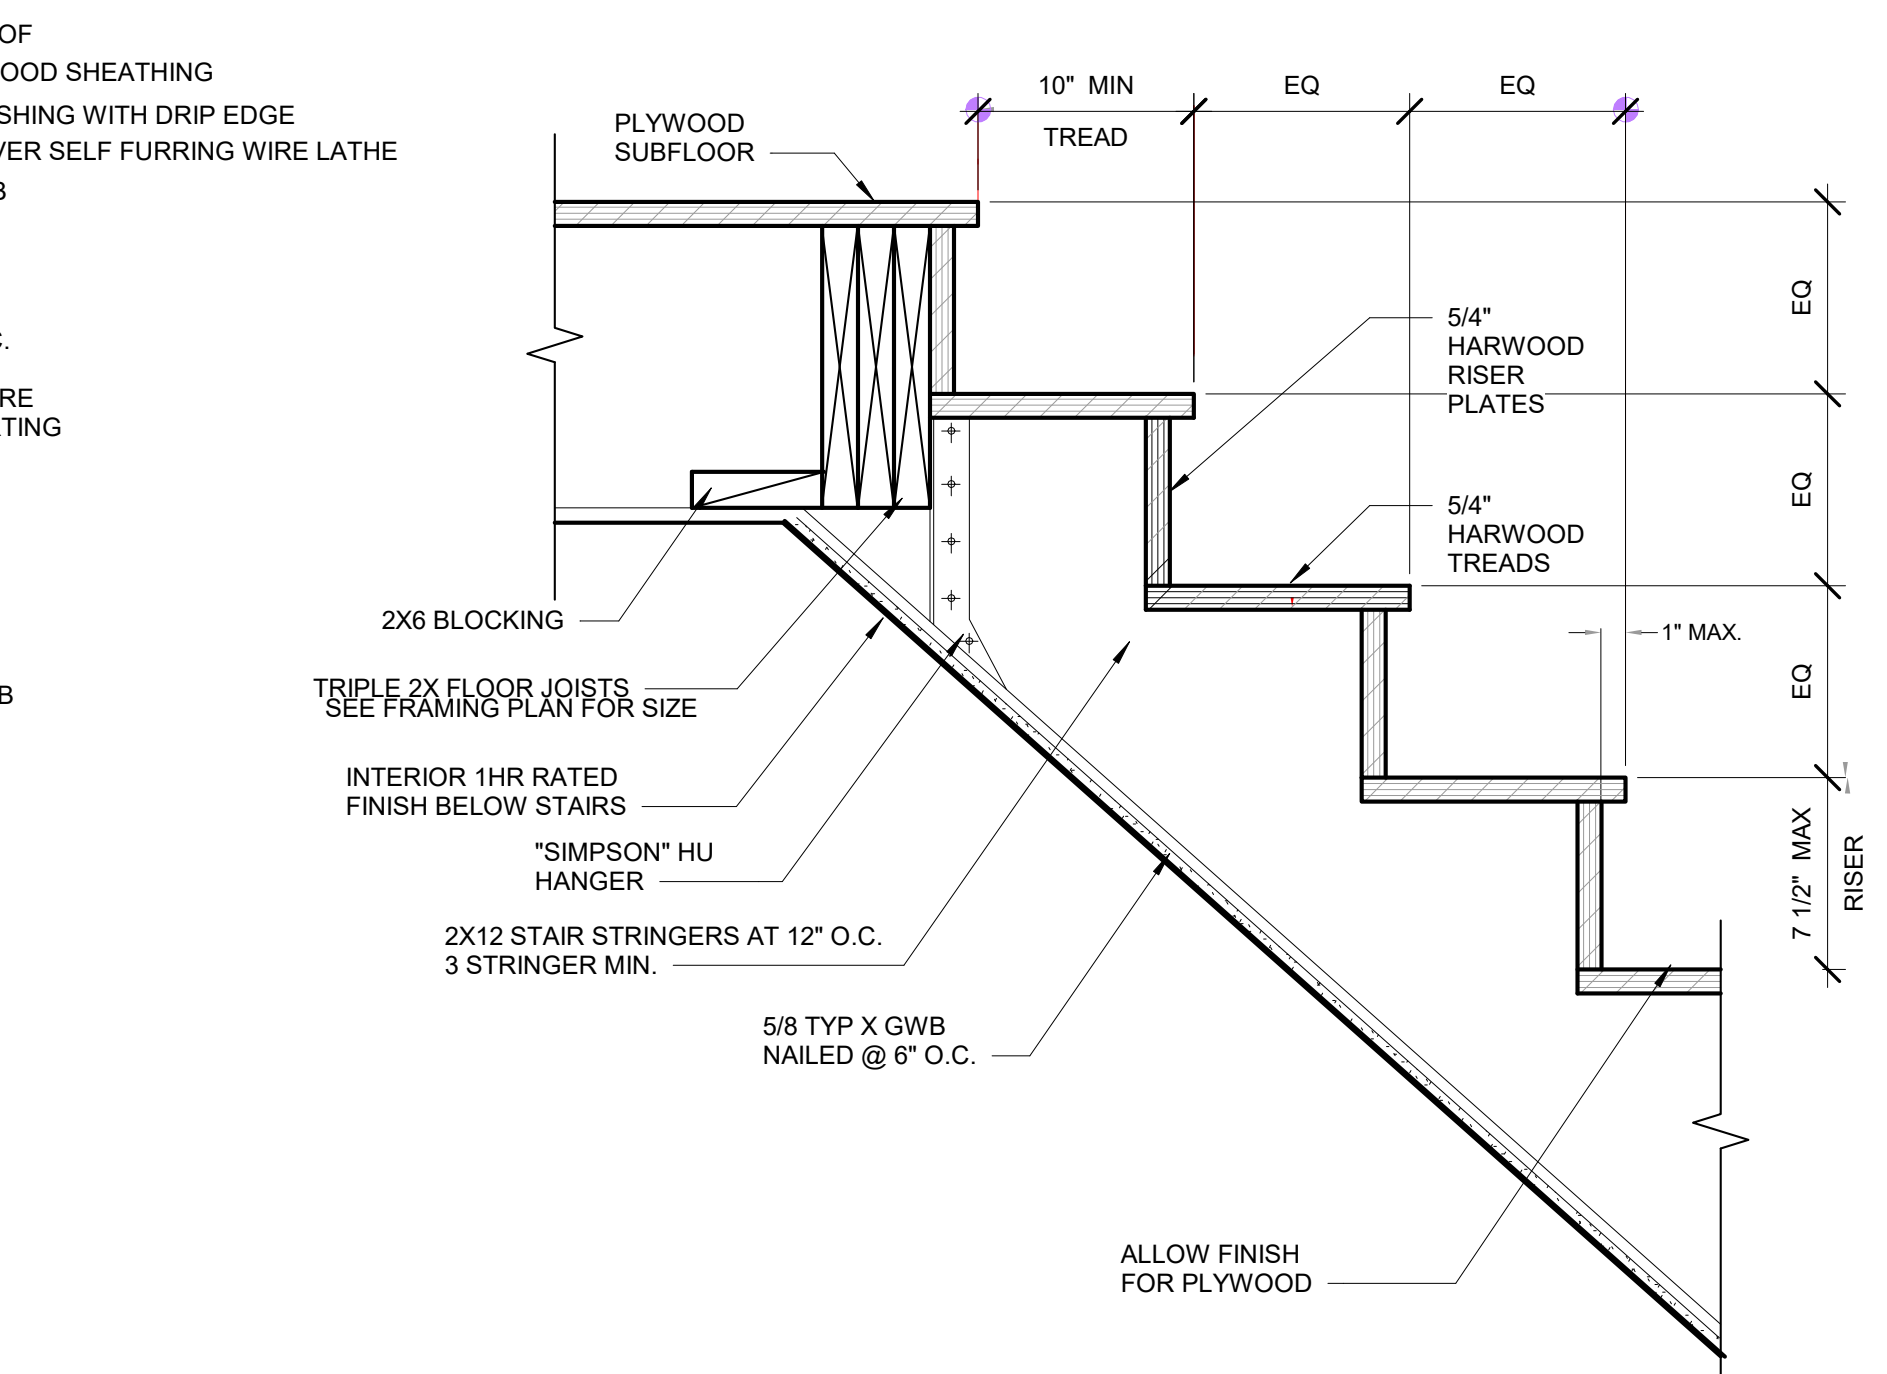 OF
OOD SHEATHING
SHING WITH DRIP EDGE
VER SELF FURRING WIRE LATHE
B
C.
RE
TING
B
10" MIN
TREAD
EQ
EQ
PLYWOOD
SUBFLOOR
EQ
EQ
EQ
7 1/2" MAX
RISER
5/4"
HARWOOD
RISER
PLATES
5/4"
HARWOOD
TREADS
1" MAX.
2X6 BLOCKING
TRIPLE 2X FLOOR JOISTS
SEE FRAMING PLAN FOR SIZE
INTERIOR 1HR RATED
FINISH BELOW STAIRS
"SIMPSON" HU
HANGER
2X12 STAIR STRINGERS AT 12" O.C.
3 STRINGER MIN.
5/8 TYP X GWB
NAILED @ 6" O.C.
ALLOW FINISH
FOR PLYWOOD